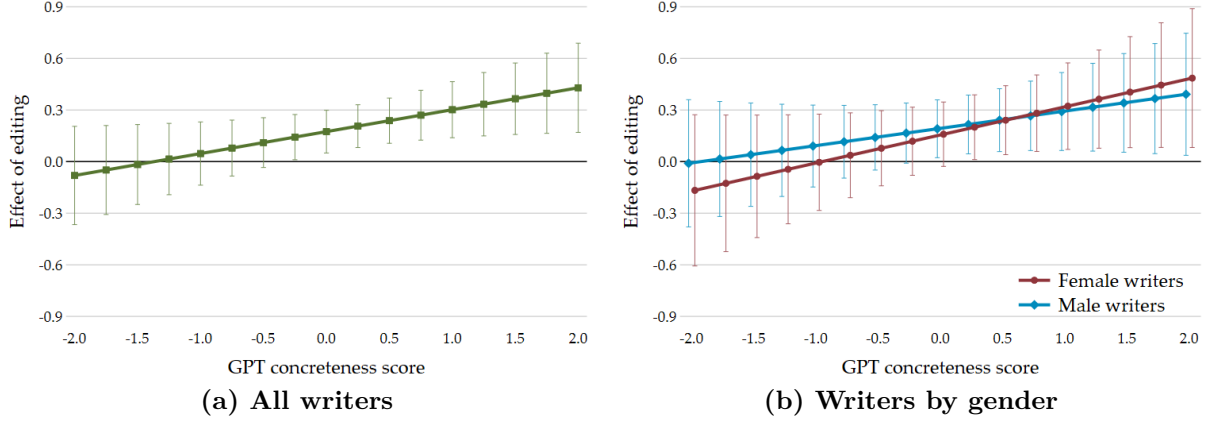 0.9
0.6
0.3
0.0
-0.3
-0.6
-0.9
Effect of editing
-2.0 -1.5 -1.0 -0.5 0.0 0.5 1.0 1.5 2.0
GPT concreteness score
(a) All writers
0.9
0.6
0.3
0.0
-0.3
-0.6
-0.9
Effect of editing
Female writers
Male writers
-2.0 -1.5 -1.0 -0.5 0.0 0.5 1.0 1.5 2.0
GPT concreteness score
(b) Writers by gender